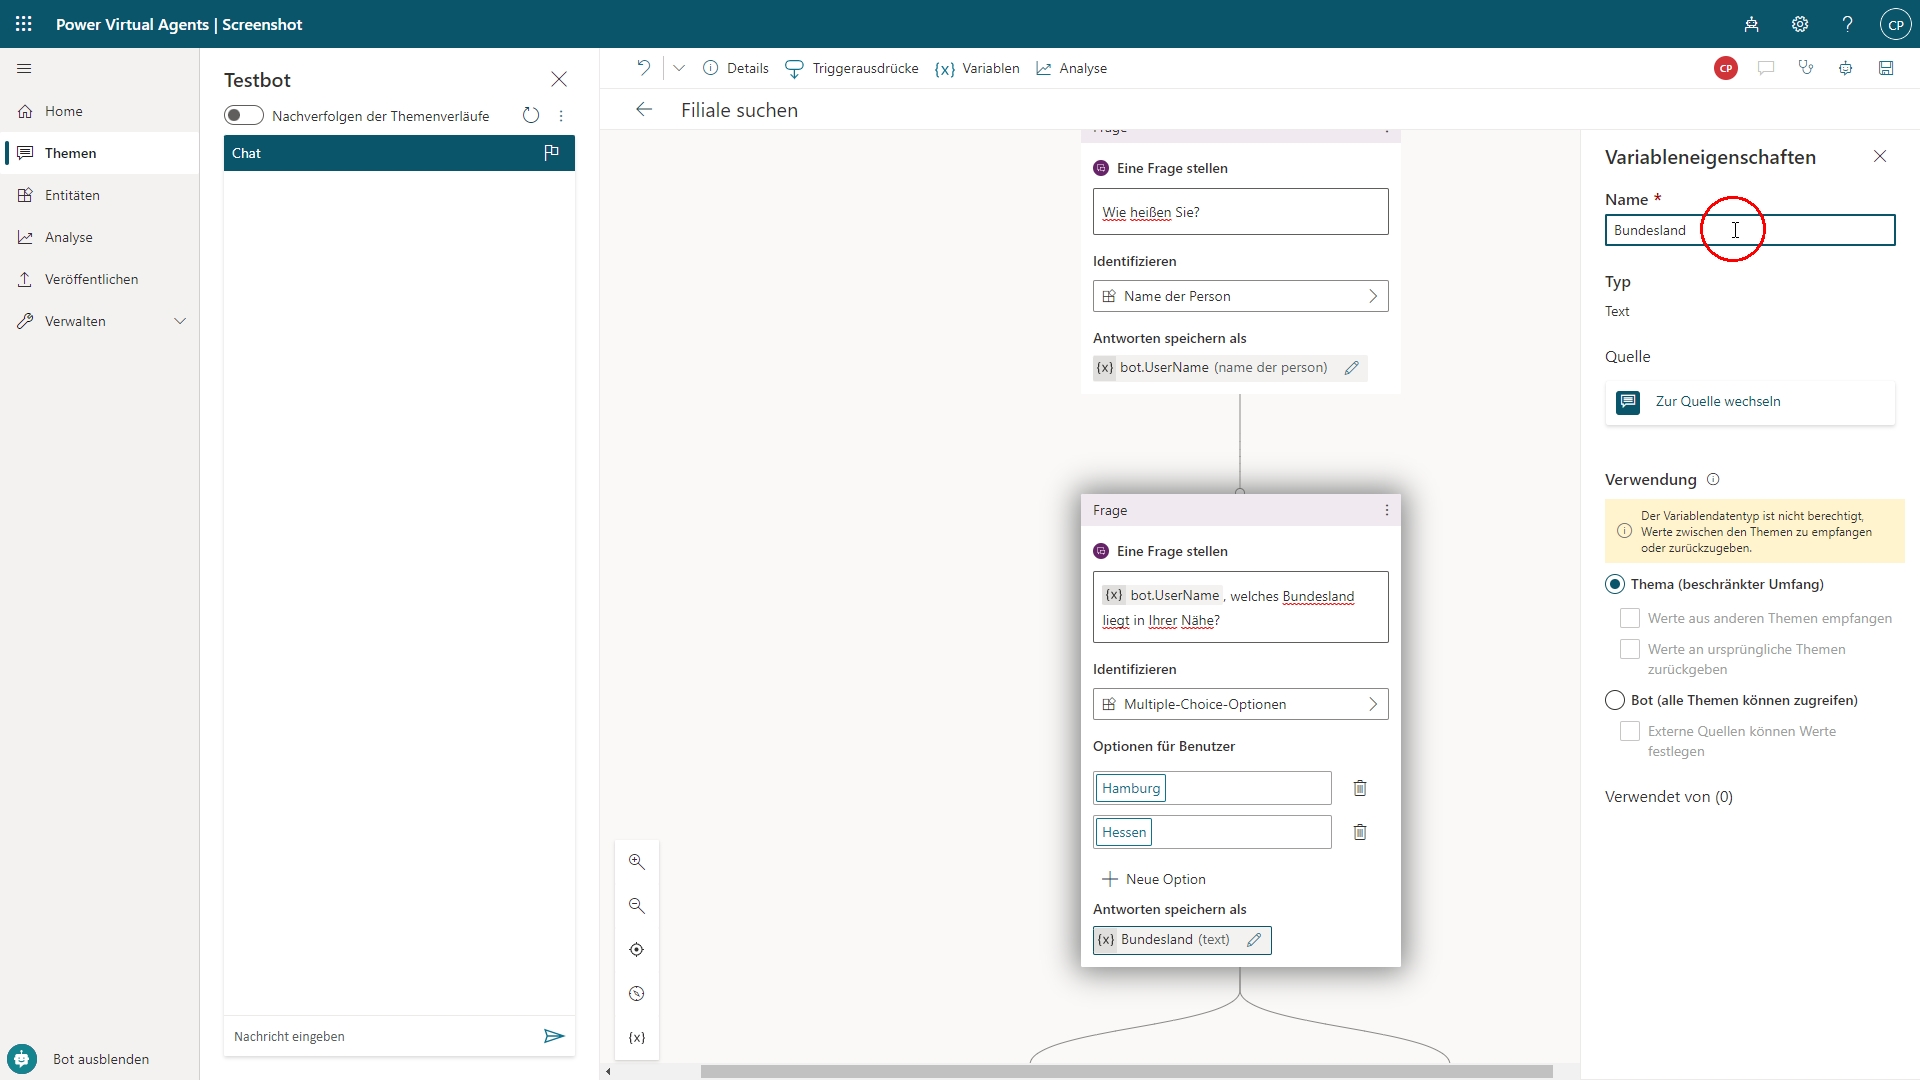 Power Virtual Agents | Screenshot
CP
Home
Themen
Entitäten
Analyse
Veröffentlichen
Verwalten
Bot ausblenden
Testbot
Nachverfolgen der Themenverläufe
Chat
Nachricht eingeben
Details
Triggerausdrücke
{x} Variablen
Analyse
CP
Filiale suchen
Frage
Eine Frage stellen
Wie heißen Sie?
Identifizieren
Name der Person
Antworten speichern als
{x} bot.UserName (name der person)
Frage
Eine Frage stellen
{x} bot.UserName , welches Bundesland
liegt in Ihrer Nähe?
Identifizieren
Multiple-Choice-Optionen
Optionen für Benutzer
Hamburg
Hessen
Neue Option
Antworten speichern als
{x} Bundesland (text)
{x}
Variableneigenschaften
Name *
Bundesland
Typ
Text
Quelle
Zur Quelle wechseln
Verwendung
Der Variablendatentyp ist nicht berechtigt,
Werte zwischen den Themen zu empfangen
oder zurückzugeben.
Thema (beschränkter Umfang)
Werte aus anderen Themen empfangen
Werte an ursprüngliche Themen
zurückgeben
Bot (alle Themen können zugreifen)
Externe Quellen können Werte
festlegen
Verwendet von (0)